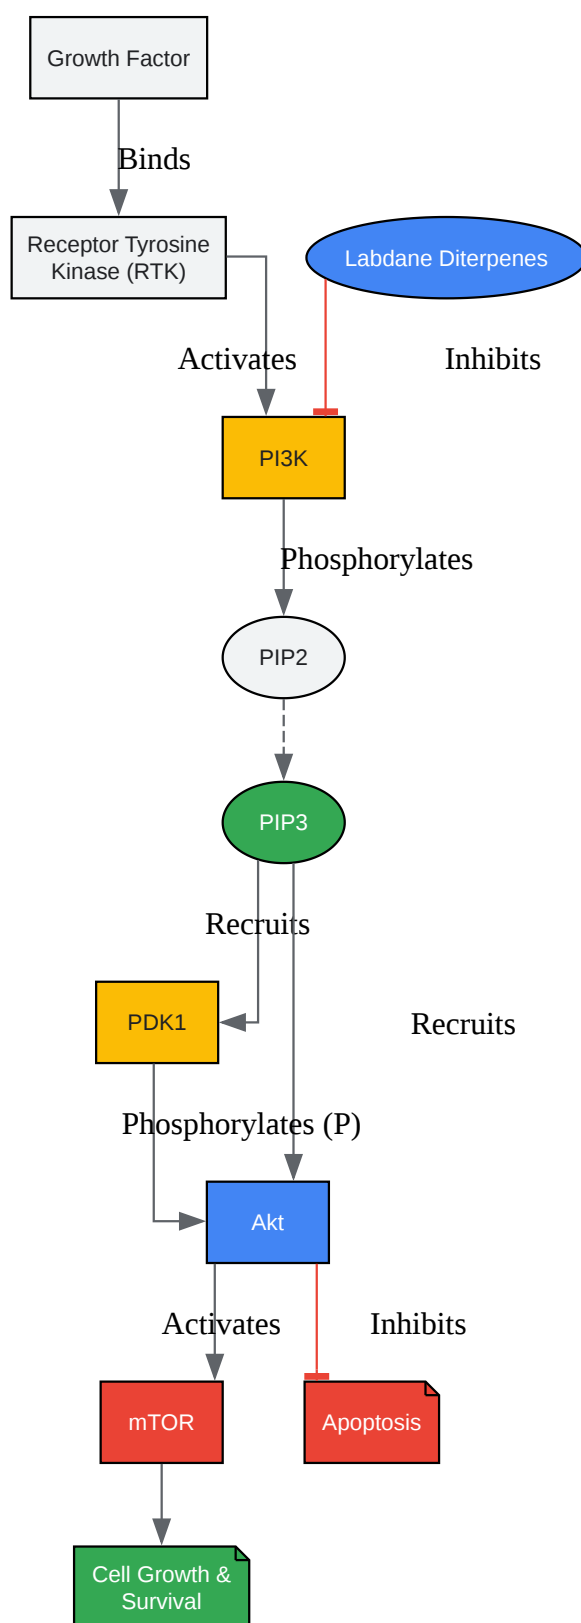 Growth Factor
Binds
Receptor Tyrosine
Kinase (RTK)
Labdane Diterpenes
Activates
Inhibits
PI3K
Phosphorylates
PIP2
PIP3
Recruits
PDK1
Recruits
Phosphorylates (P)
Akt
Activates
Inhibits
mTOR
Apoptosis
Cell Growth &
Survival